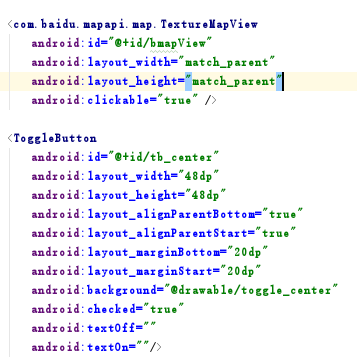 <com.baidu.mapapi.map.TextureMapView
android:id="@+id/bmapView"
android:layout_width="match_parent"
android:layout_height="match_parent"
android:clickable="true" />
<ToggleButton
android:id="@+id/tb_center"
android:layout_width="48dp"
android:layout_height="48dp"
android:layout_alignParentBottom="true"
android:layout_alignParentStart="true"
android:layout_marginBottom="20dp"
android:layout_marginStart="20dp"
android:background="@drawable/toggle_center"
android:checked="true"
android:textOff=""
android:textOn=""/>